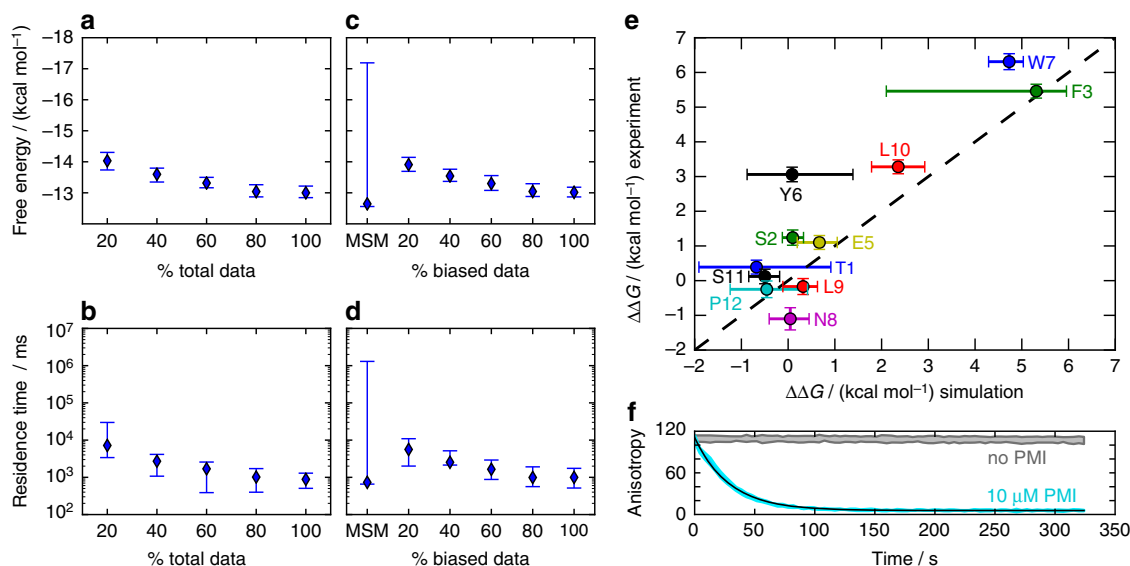 a
Free energy / (kcal mol⁻¹)
−18
−17
−16
−15
−14
−13
20
40
60
80
100
% total data
c
MSM
20
40
60
80
100
% biased data
b
Residence time / ms
10⁷
10⁶
10⁵
10⁴
10³
10²
20
40
60
80
100
% total data
d
MSM
20
40
60
80
100
% biased data
e
ΔΔG / (kcal mol⁻¹) experiment
7
6
5
4
3
2
1
0
−1
−2
W7
F3
L10
Y6
S2
E5
T1
S11
L9
P12
N8
−2
−1
0
1
2
3
4
5
6
7
ΔΔG / (kcal mol⁻¹) simulation
f
Anisotropy
120
60
0
no PMI
10 μM PMI
0
50
100
150
200
250
300
350
Time / s